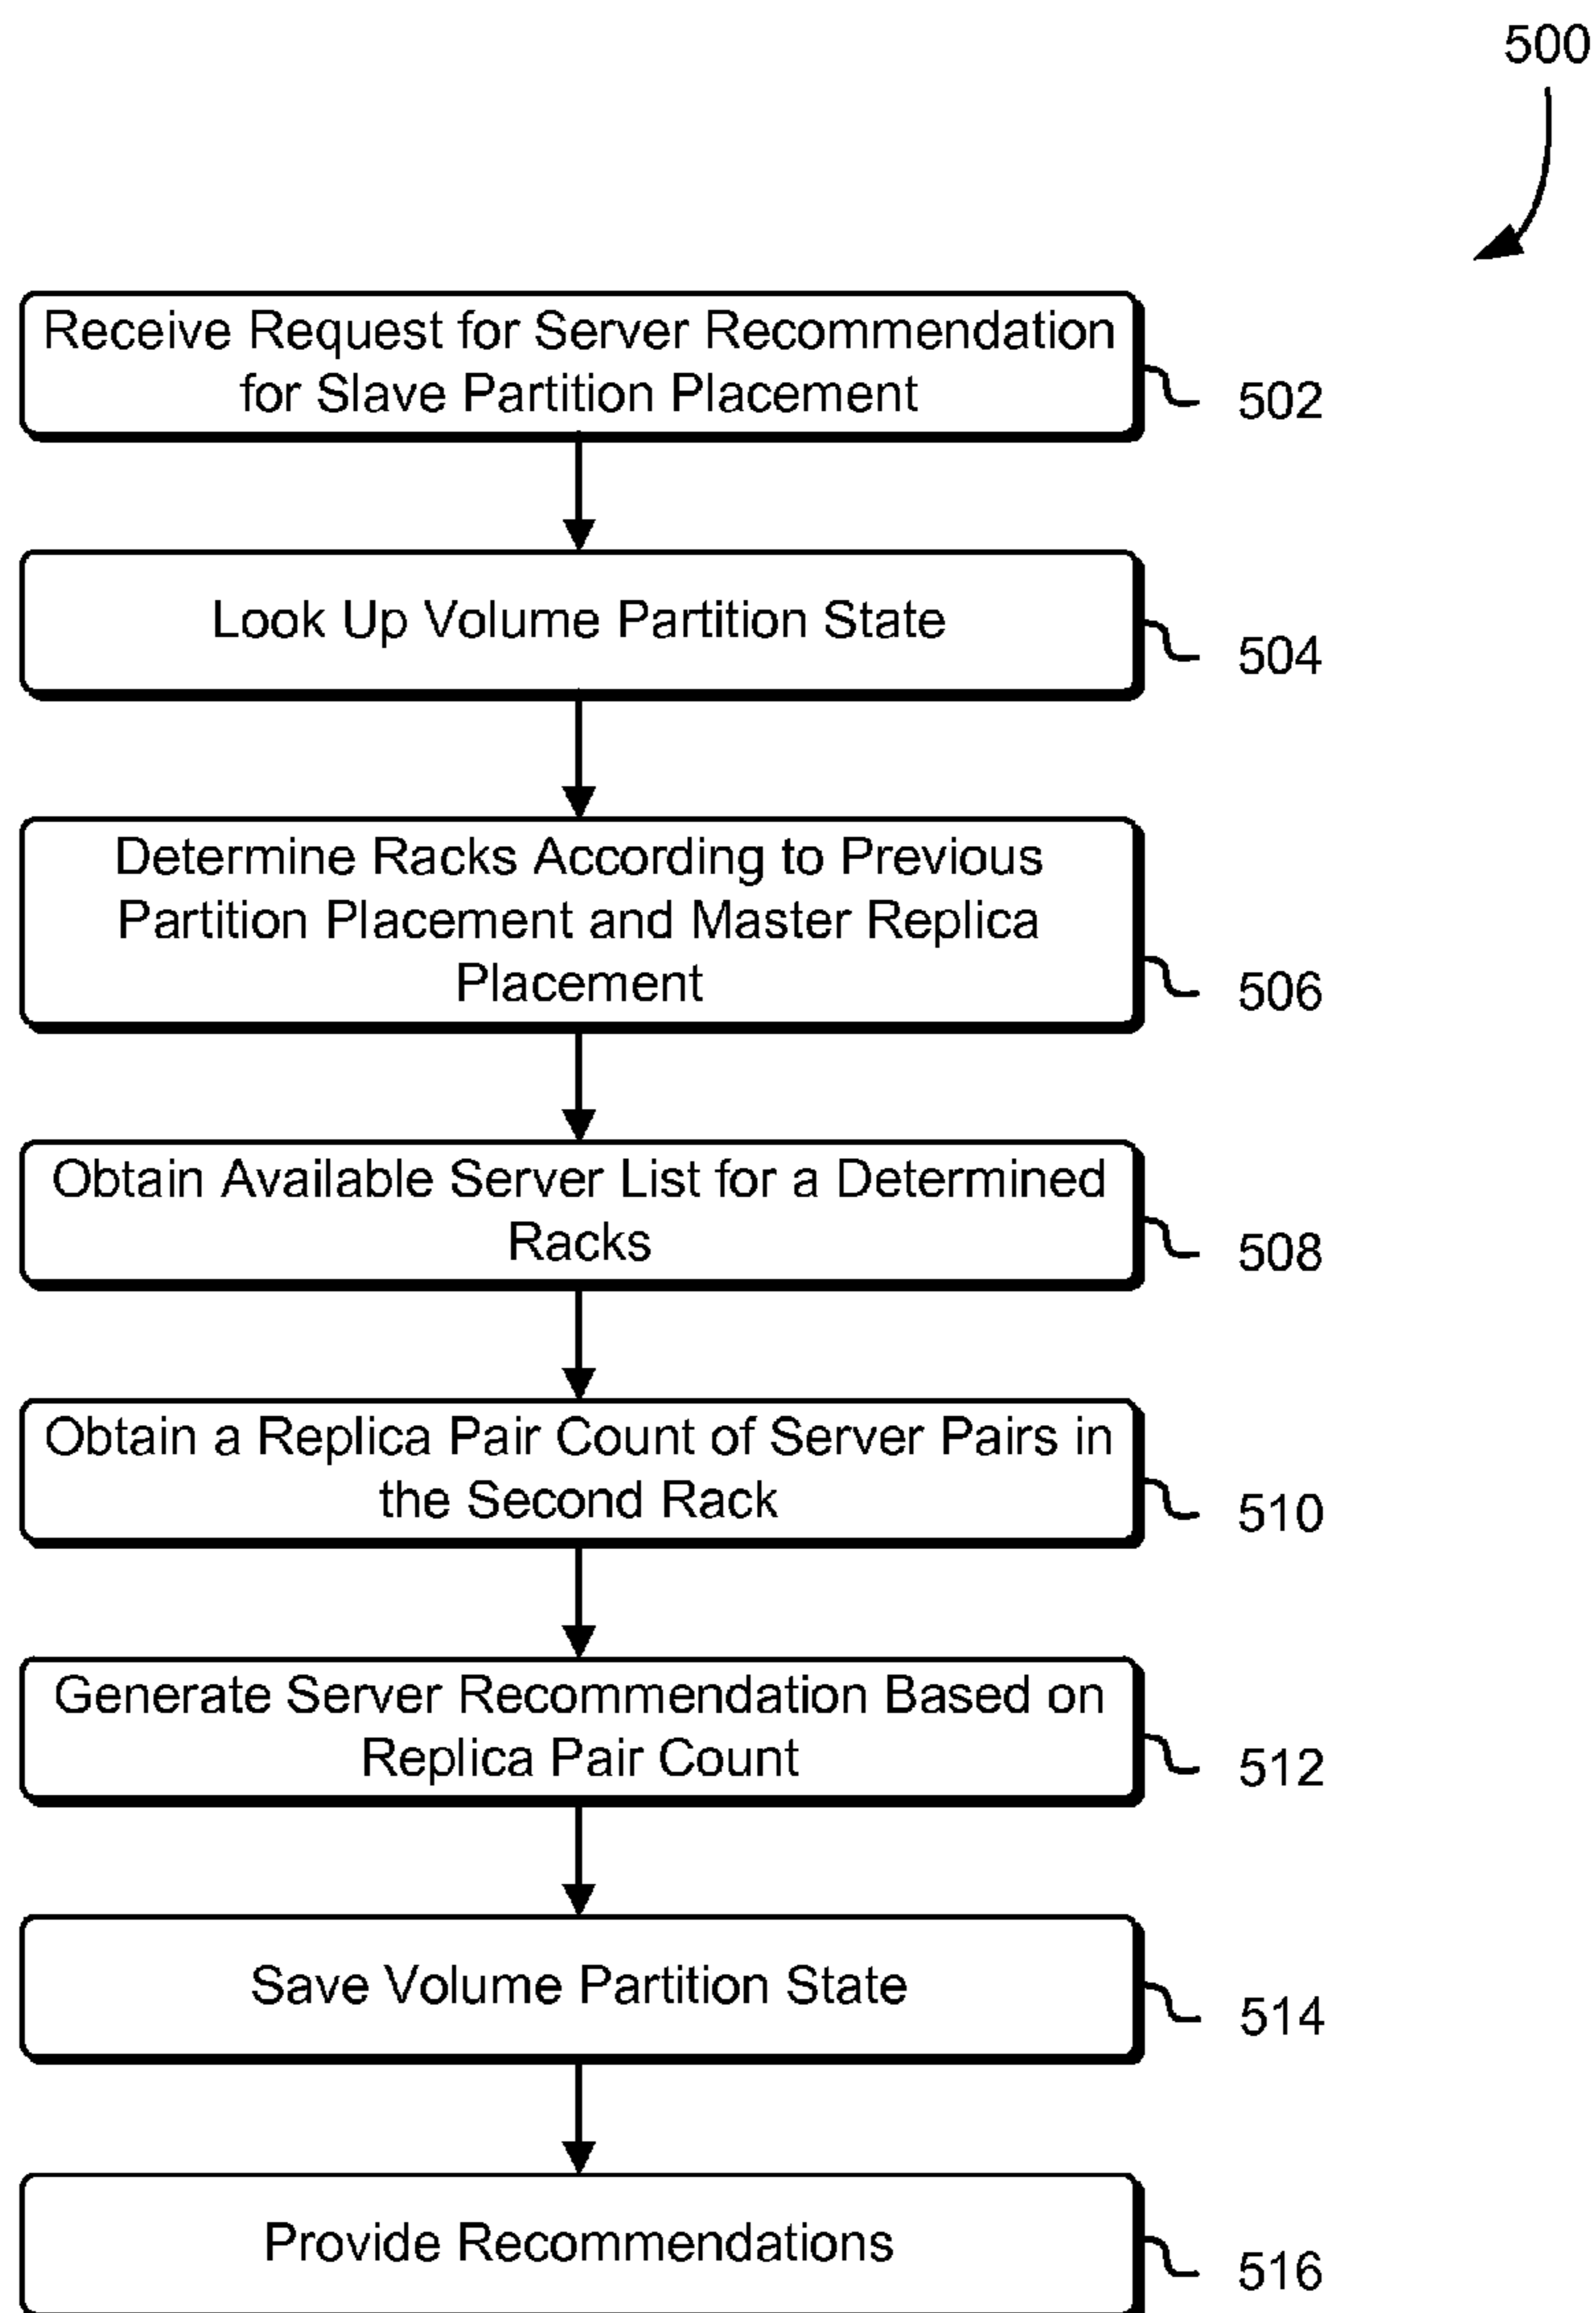 500
Receive Request for Server Recommendation
for Slave Partition Placement
502
Look Up Volume Partition State
504
Determine Racks According to Previous
Partition Placement and Master Replica
Placement
506
Obtain Available Server List for a Determined
Racks
508
Obtain a Replica Pair Count of Server Pairs in
the Second Rack
510
Generate Server Recommendation Based on
Replica Pair Count
512
Save Volume Partition State
514
Provide Recommendations
516